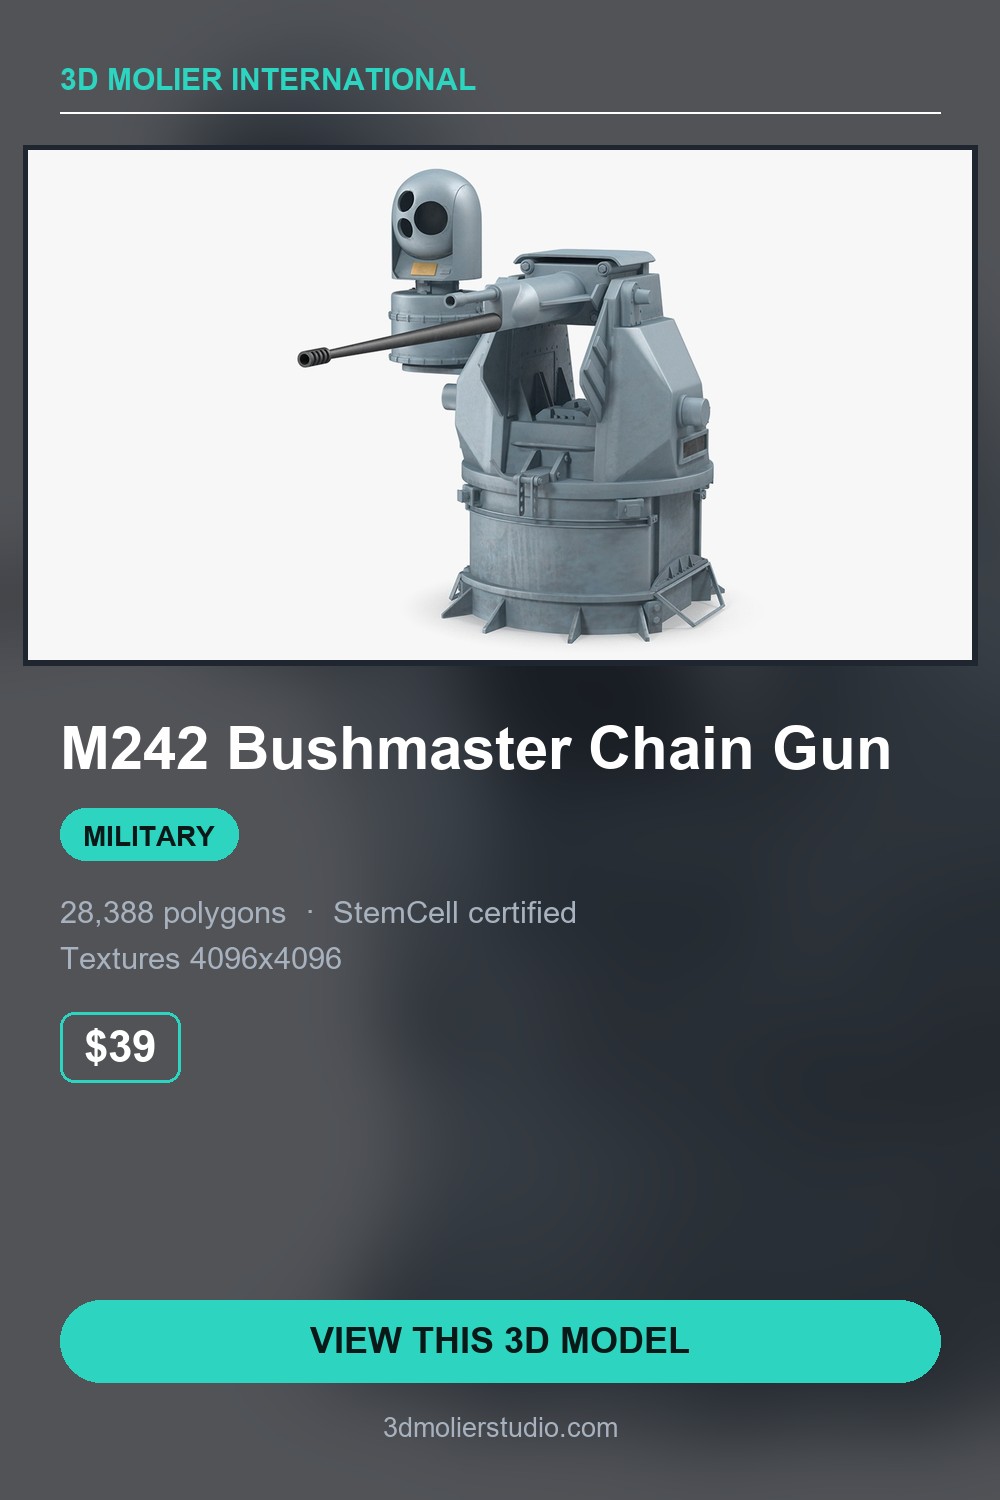 3D MOLIER INTERNATIONAL
M242 Bushmaster Chain Gun
MILITARY
28,388 polygons · StemCell certified
Textures 4096x4096
$39
VIEW THIS 3D MODEL
3dmolierstudio.com